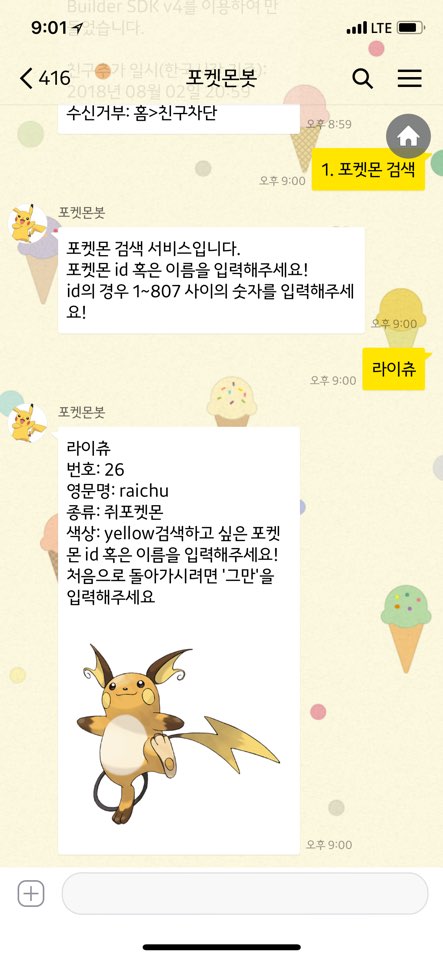 Builder SDK v4를 이용하여 만
들었습니다.
9:01
LTE
친구추가 일시(한국시간 기준):
2018년 08월 02일 20:59
416
포켓몬봇
수신거부: 홈>친구차단
오후 8:59
1. 포켓몬 검색
오후 9:00
포켓몬봇
포켓몬 검색 서비스입니다.
포켓몬 id 혹은 이름을 입력해주세요!
id의 경우 1~807 사이의 숫자를 입력해주세
요!
오후 9:00
라이츄
오후 9:00
포켓몬봇
라이츄
번호: 26
영문명: raichu
종류: 쥐포켓몬
색상: yellow검색하고 싶은 포켓
몬 id 혹은 이름을 입력해주세요!
처음으로 돌아가시려면 '그만'을
입력해주세요
오후 9:00